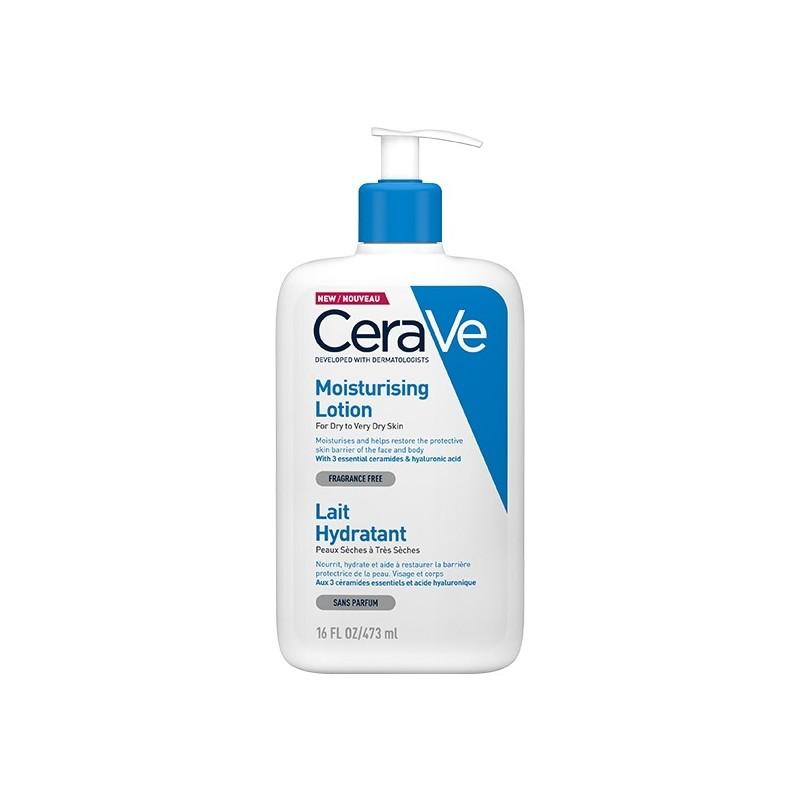 NEW / NOUVEAU
CeraVe
DEVELOPED WITH DERMATOLOGISTS
Moisturising
Lotion
For Dry to Very Dry Skin
Moisturises and helps restore the protective
skin barrier of the face and body
With 3 essential ceramides & hyaluronic acid
FRAGRANCE FREE
Lait
Hydratant
Peaux Sèches à Très Sèches
Nourrit, hydrate et aide à restaurer la barrière
protectrice de la peau. Visage et corps
Aux 3 céramides essentiels et acide hyaluronique
SANS PARFUM
16 FL OZ/473 ml